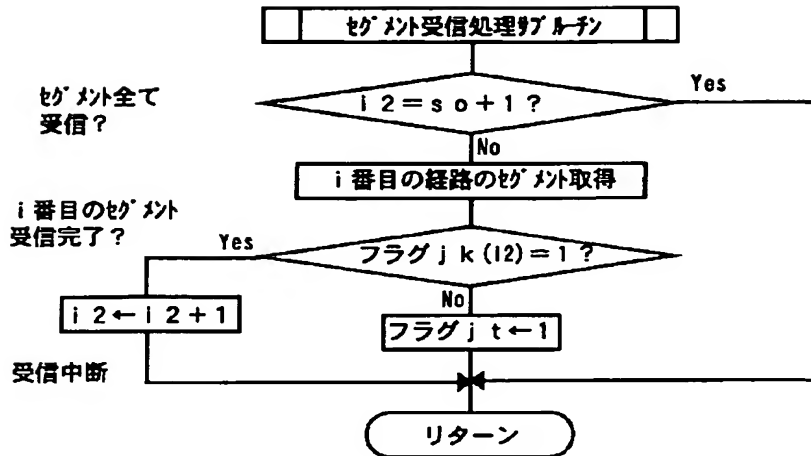 セグメント受信処理サブルーチン
セグメント全て
受信？
i 2＝s o＋1？
Yes
No
i 番目の経路のセグメント取得
i 番目のセグメント
受信完了？
Yes
フラグ j k (i2)＝1？
No
i 2←i 2＋1
フラグ j t←1
受信中断
リターン